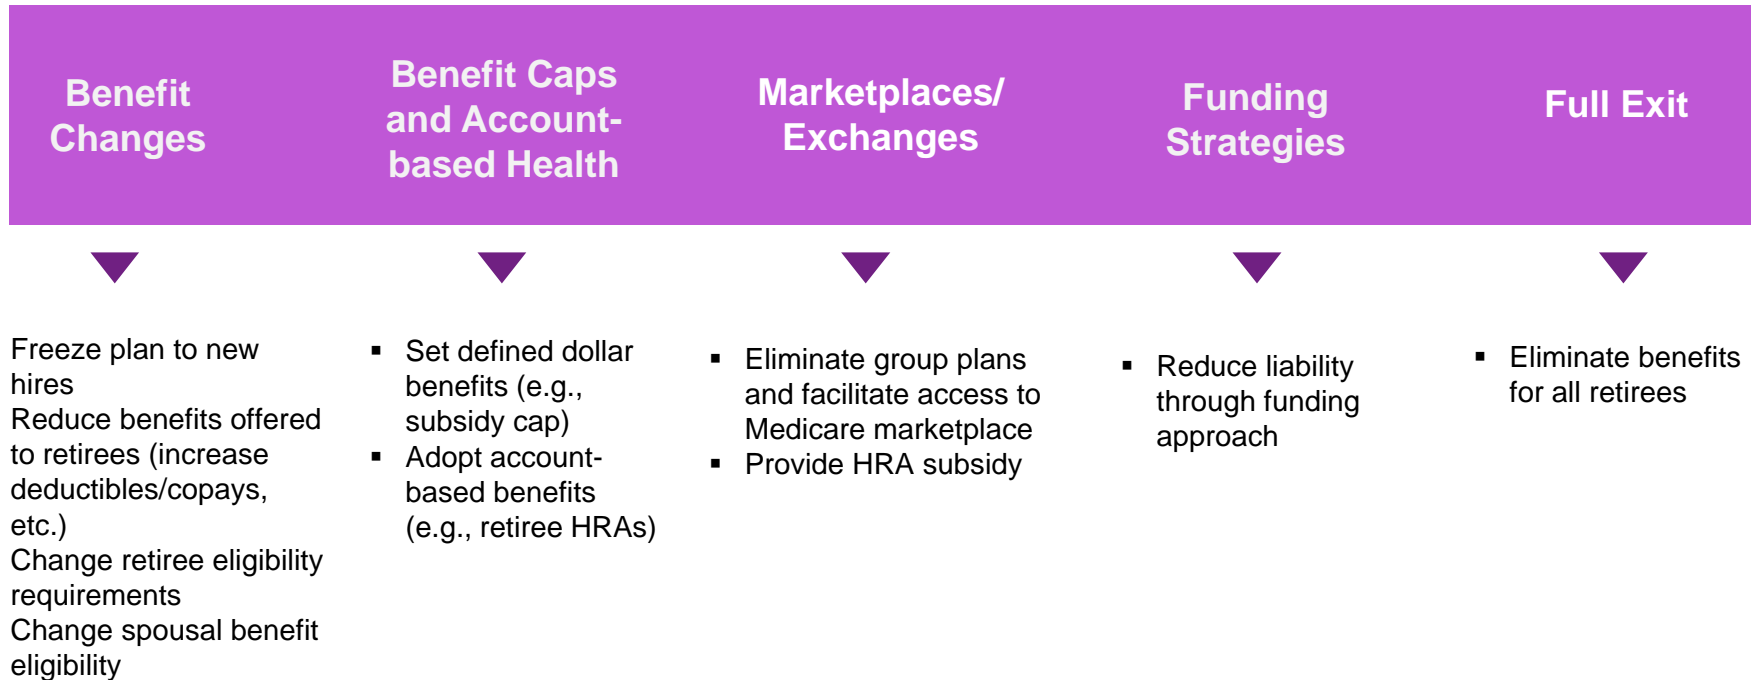 Benefit
Changes
Benefit Caps
and Account-
based Health
Marketplaces/
Exchanges
Funding
Strategies
Full Exit
Freeze plan to new
hires
Reduce benefits offered
to retirees (increase
deductibles/copays,
etc.)
Change retiree eligibility
requirements
Change spousal benefit
eligibility
▪ Set defined dollar
benefits (e.g.,
subsidy cap)
▪ Adopt account-
based benefits
(e.g., retiree HRAs)
▪ Eliminate group plans
and facilitate access to
Medicare marketplace
▪ Provide HRA subsidy
▪ Reduce liability
through funding
approach
▪ Eliminate benefits
for all retirees